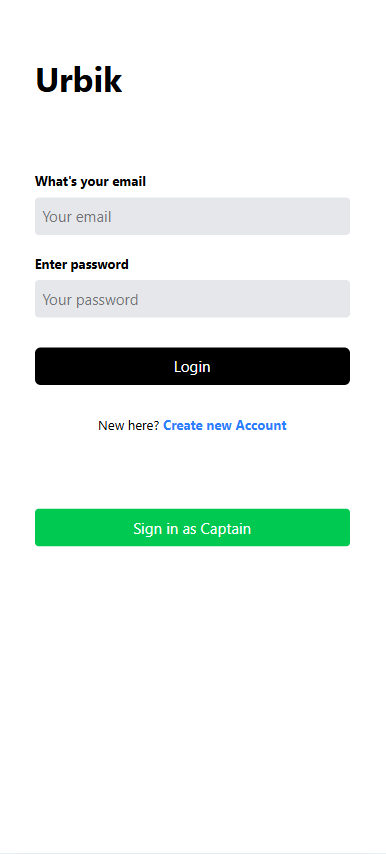 Urbik
What's your email
Your email
Enter password
Your password
Login
New here? Create new Account
Sign in as Captain